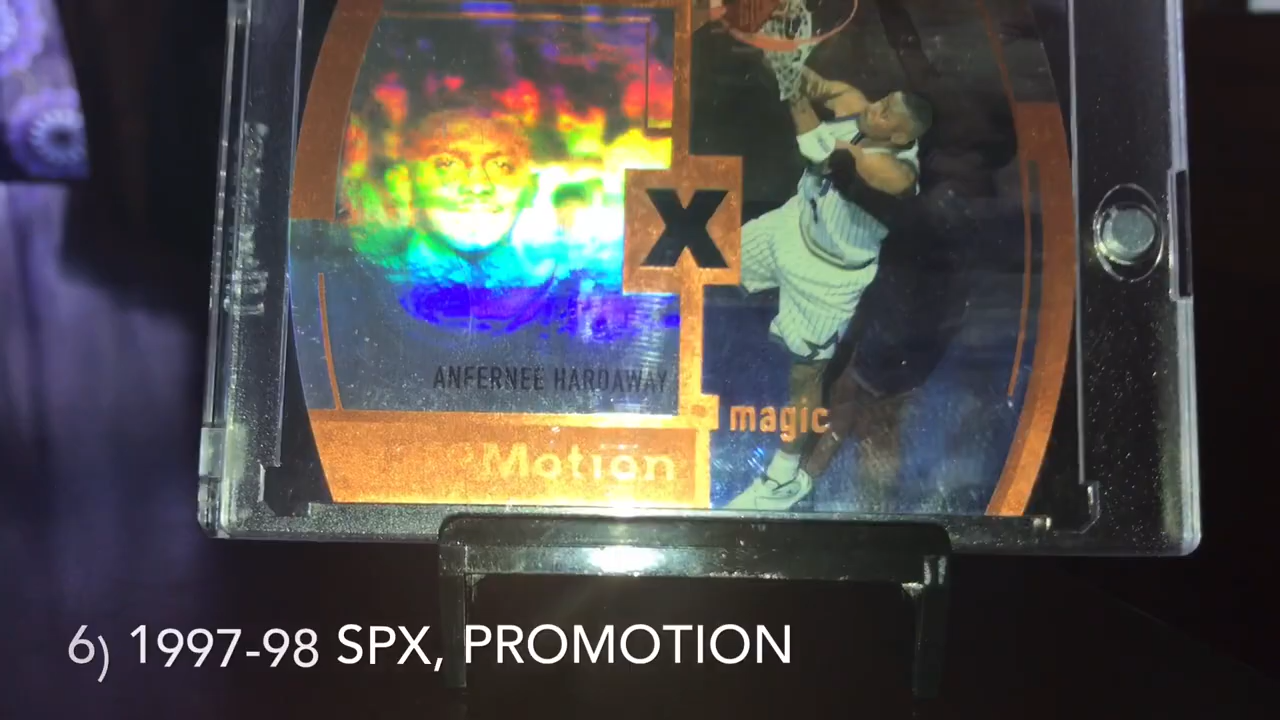 X
ANFERNEE HARDAWAY
magic
Motion
6) 1997-98 SPX, PROMOTION